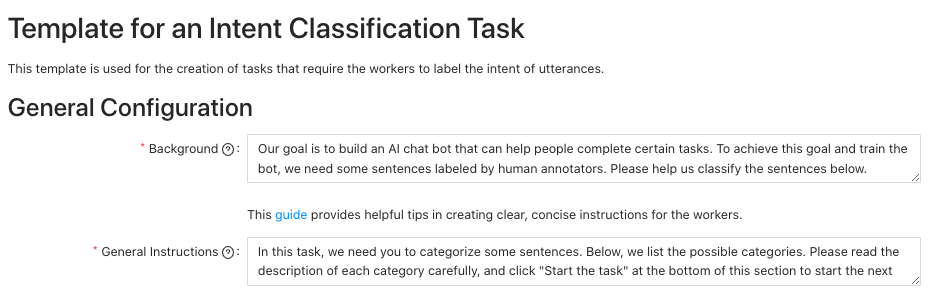 Template for an Intent Classification Task
This template is used for the creation of tasks that require the workers to label the intent of utterances.
General Configuration
* Background ? :
Our goal is to build an AI chat bot that can help people complete certain tasks. To achieve this goal and train the
bot, we need some sentences labeled by human annotators. Please help us classify the sentences below.
This guide provides helpful tips in creating clear, concise instructions for the workers.
* General Instructions ? :
In this task, we need you to categorize some sentences. Below, we list the possible categories. Please read the
description of each category carefully, and click "Start the task" at the bottom of this section to start the next